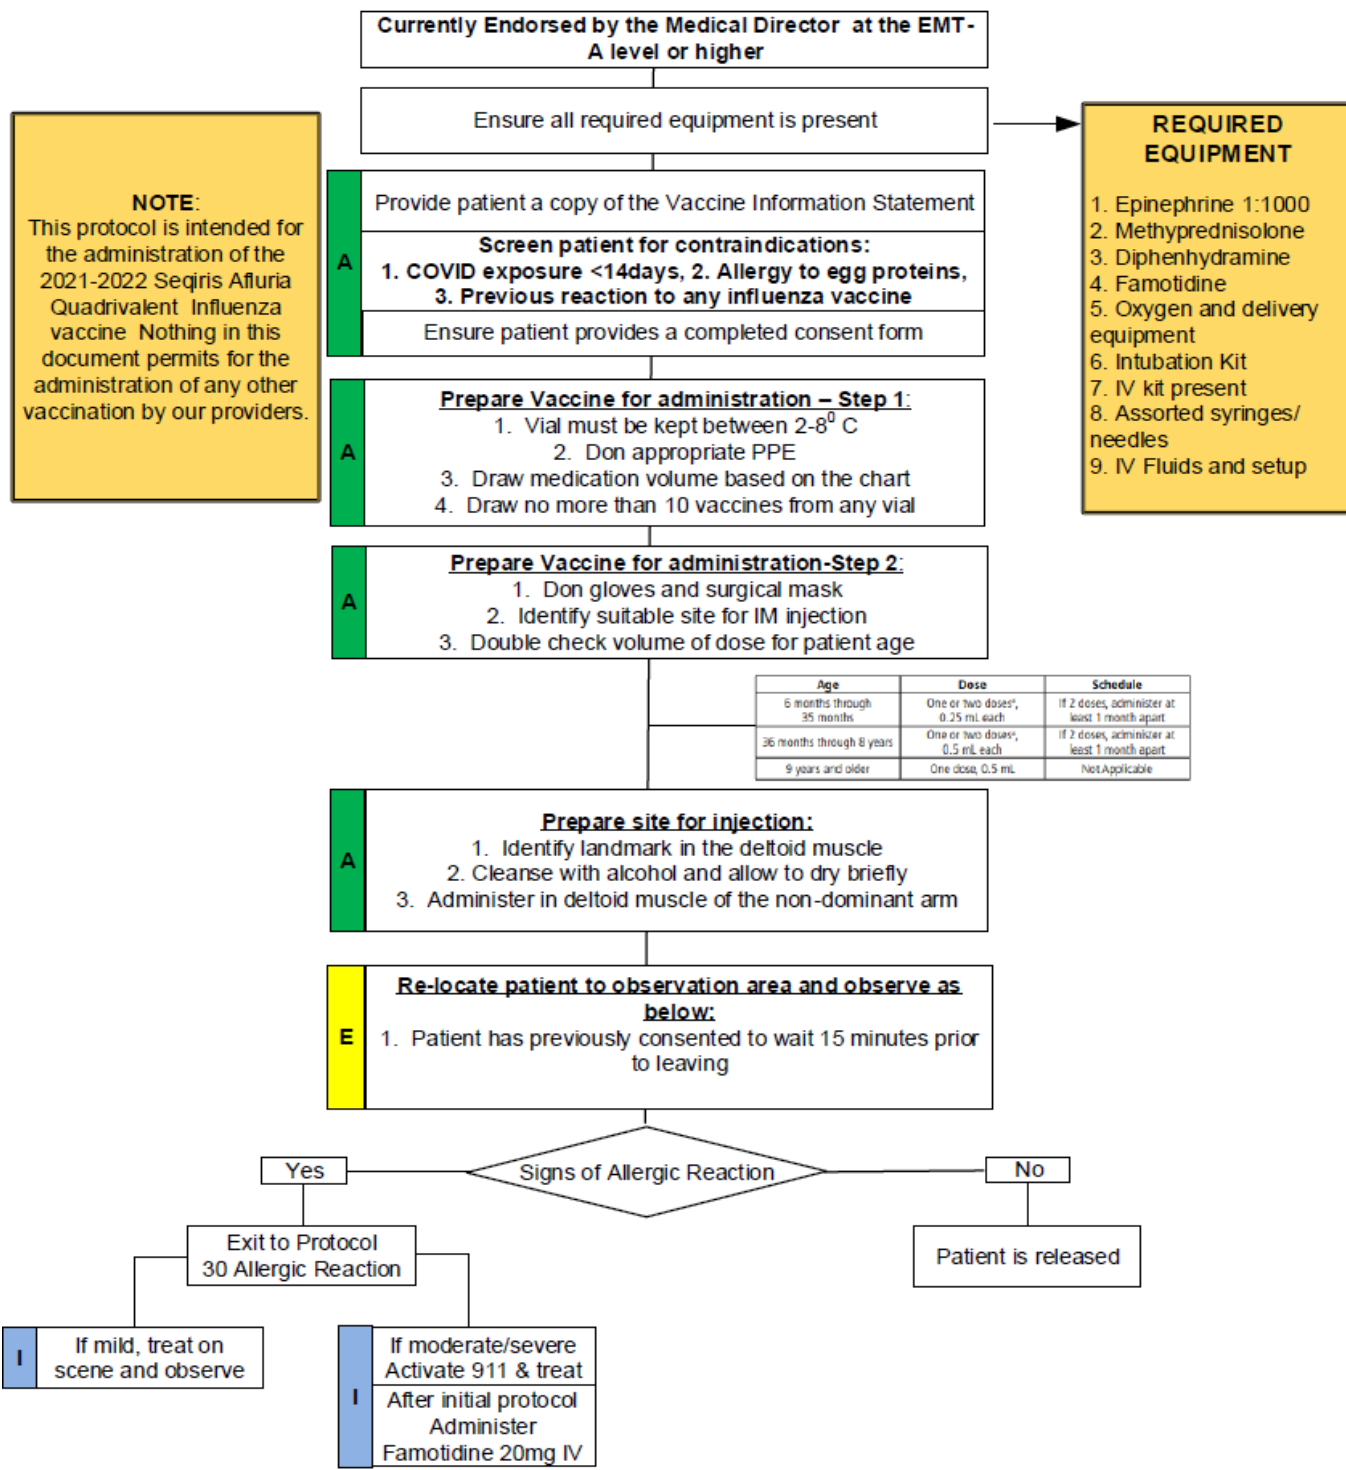 Currently Endorsed by the Medical Director at the EMT-
A level or higher
Ensure all required equipment is present
NOTE:
This protocol is intended for
the administration of the
2021-2022 Seqiris Afluria
Quadrivalent Influenza
vaccine Nothing in this
document permits for the
administration of any other
vaccination by our providers.
REQUIRED
EQUIPMENT
1. Epinephrine 1:1000
2. Methyprednisolone
3. Diphenhydramine
4. Famotidine
5. Oxygen and delivery
equipment
6. Intubation Kit
7. IV kit present
8. Assorted syringes/
needles
9. IV Fluids and setup
A
Provide patient a copy of the Vaccine Information Statement
Screen patient for contraindications:
1. COVID exposure <14days, 2. Allergy to egg proteins,
3. Previous reaction to any influenza vaccine
Ensure patient provides a completed consent form
A
Prepare Vaccine for administration – Step 1:
1. Vial must be kept between 2-8⁰ C
2. Don appropriate PPE
3. Draw medication volume based on the chart
4. Draw no more than 10 vaccines from any vial
A
Prepare Vaccine for administration-Step 2:
1. Don gloves and surgical mask
2. Identify suitable site for IM injection
3. Double check volume of dose for patient age
Age Dose Schedule
6 months through One or two dosesᵃ, If 2 doses, administer at
35 months 0.25 mL each least 1 month apart
36 months through 8 years One or two dosesᵃ, If 2 doses, administer at
0.5 mL each least 1 month apart
9 years and older One dose, 0.5 mL Not Applicable
A
Prepare site for injection:
1. Identify landmark in the deltoid muscle
2. Cleanse with alcohol and allow to dry briefly
3. Administer in deltoid muscle of the non-dominant arm
E
Re-locate patient to observation area and observe as
below:
1. Patient has previously consented to wait 15 minutes prior
to leaving
Signs of Allergic Reaction
Yes
No
Exit to Protocol
30 Allergic Reaction
Patient is released
I
If mild, treat on
scene and observe
I
If moderate/severe
Activate 911 & treat
After initial protocol
Administer
Famotidine 20mg IV